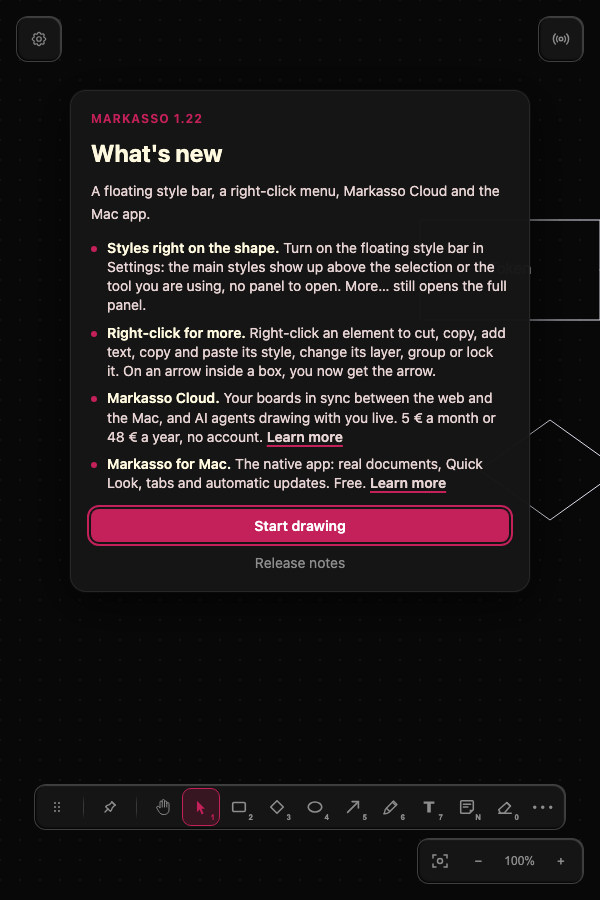 MARKASSO 1.22
What's new
A floating style bar, a right-click menu, Markasso Cloud and the
Mac app.
Styles right on the shape. Turn on the floating style bar in
Settings: the main styles show up above the selection or the
tool you are using, no panel to open. More... still opens the full
panel.
Right-click for more. Right-click an element to cut, copy, add
text, copy and paste its style, change its layer, group or lock
it. On an arrow inside a box, you now get the arrow.
Markasso Cloud. Your boards in sync between the web and
the Mac, and AI agents drawing with you live. 5 € a month or
48 € a year, no account. Learn more
Markasso for Mac. The native app: real documents, Quick
Look, tabs and automatic updates. Free. Learn more
Start drawing
Release notes
1 2 3 4 5 6 T 7 N 0
100%